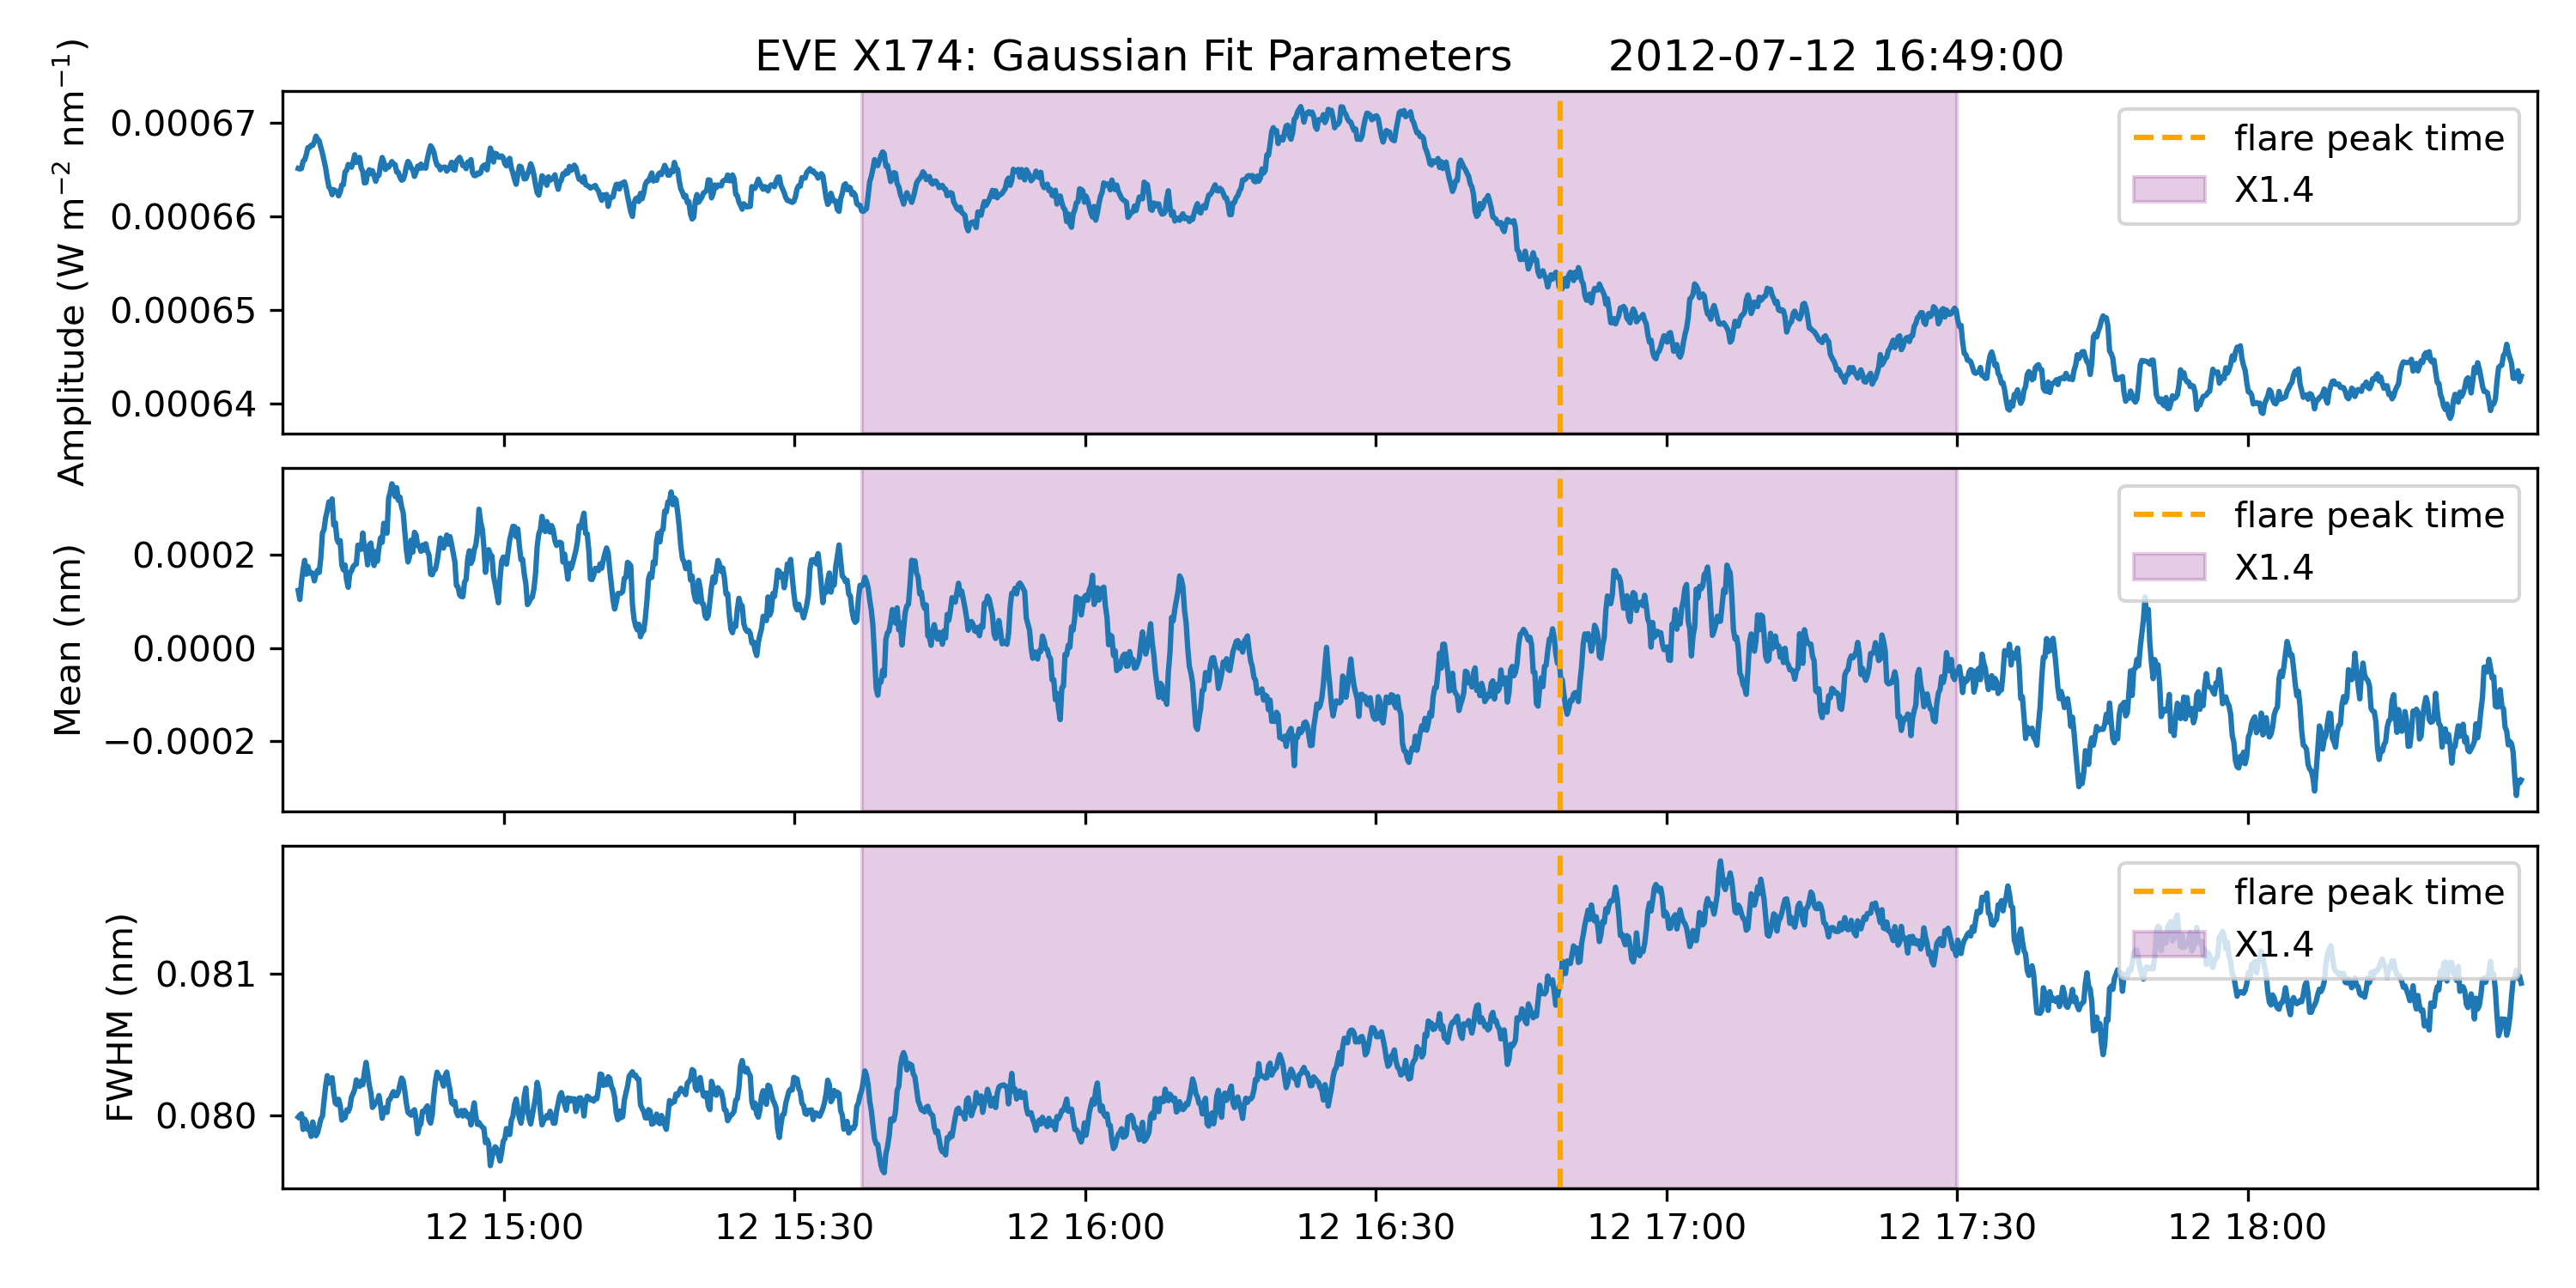 EVE X174: Gaussian Fit Parameters 2012-07-12 16:49:00
Amplitude (W m⁻² nm⁻¹)
0.00067
0.00066
0.00065
0.00064
flare peak time
X1.4
Mean (nm)
0.0002
0.0000
−0.0002
flare peak time
X1.4
FWHM (nm)
0.081
0.080
flare peak time
X1.4
12 15:00 12 15:30 12 16:00 12 16:30 12 17:00 12 17:30 12 18:00